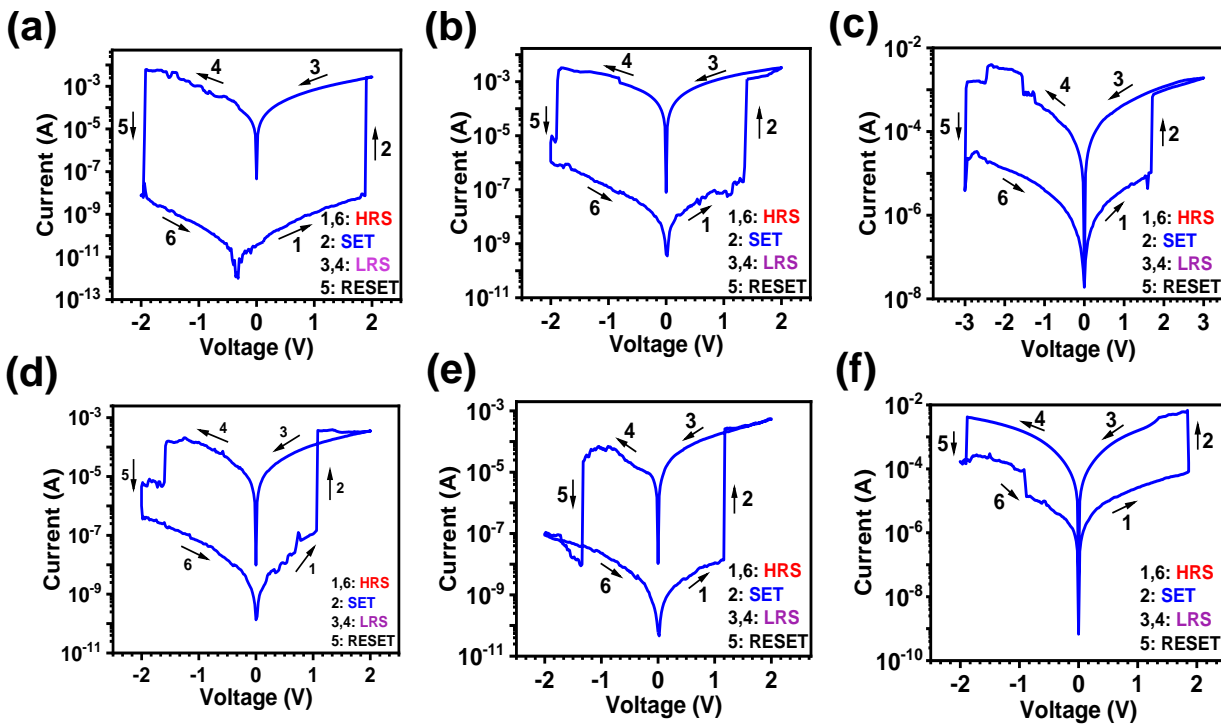 (a)
Current (A)
10⁻³
10⁻⁵
10⁻⁷
10⁻⁹
10⁻¹¹
10⁻¹³
4
3
5
2
6
1
1,6: HRS
2: SET
3,4: LRS
5: RESET
-2 -1 0 1 2
Voltage (V)
(b)
Current (A)
10⁻³
10⁻⁵
10⁻⁷
10⁻⁹
10⁻¹¹
4
3
5
2
6
1
1,6: HRS
2: SET
3,4: LRS
5: RESET
-2 -1 0 1 2
Voltage (V)
(c)
Current (A)
10⁻²
10⁻⁴
10⁻⁶
10⁻⁸
4
3
5
2
6
1
1,6: HRS
2: SET
3,4: LRS
5: RESET
-3 -2 -1 0 1 2 3
Voltage (V)
(d)
Current (A)
10⁻³
10⁻⁵
10⁻⁷
10⁻⁹
10⁻¹¹
4
3
5
2
6
1
1,6: HRS
2: SET
3,4: LRS
5: RESET
-2 -1 0 1 2
Voltage (V)
(e)
Current (A)
10⁻³
10⁻⁵
10⁻⁷
10⁻⁹
10⁻¹¹
4
3
5
2
6
1
1,6: HRS
2: SET
3,4: LRS
5: RESET
-2 -1 0 1 2
Voltage (V)
(f)
Current (A)
10⁻²
10⁻⁴
10⁻⁶
10⁻⁸
10⁻¹⁰
4
3
5
2
6
1
1,6: HRS
2: SET
3,4: LRS
5: RESET
-2 -1 0 1 2
Voltage (V)